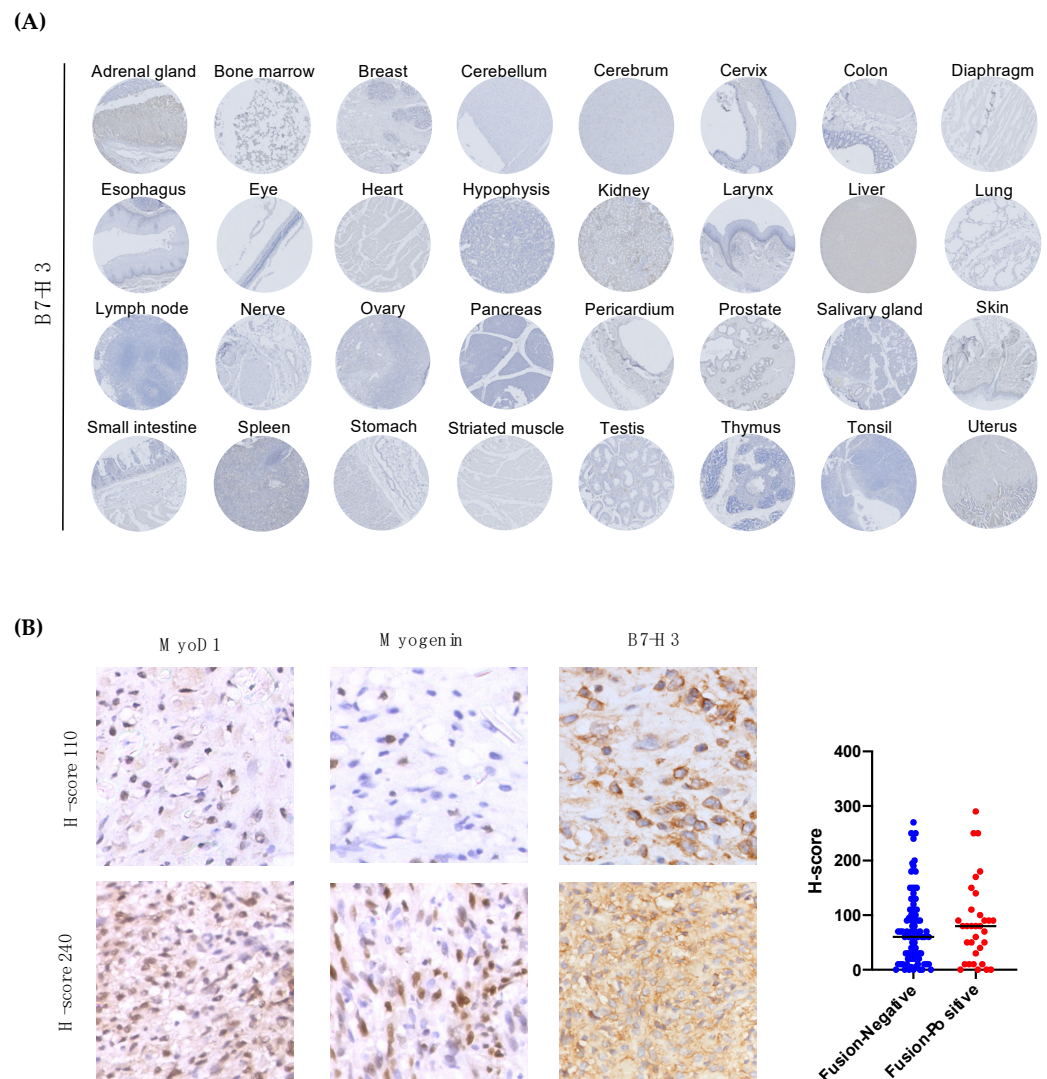 (A)
Adrenal gland Bone marrow Breast Cerebellum Cerebrum Cervix Colon Diaphragm
Esophagus Eye Heart Hypophysis Kidney Larynx Liver Lung
B7-H3
Lymph node Nerve Ovary Pancreas Pericardium Prostate Salivary gland Skin
Small intestine Spleen Stomach Striated muscle Testis Thymus Tonsil Uterus
(B)
MyoD1 Myogenin B7-H3
H-score 110
H-score 240
H-score
400
300
200
100
0
Fusion-Negative Fusion-Positive